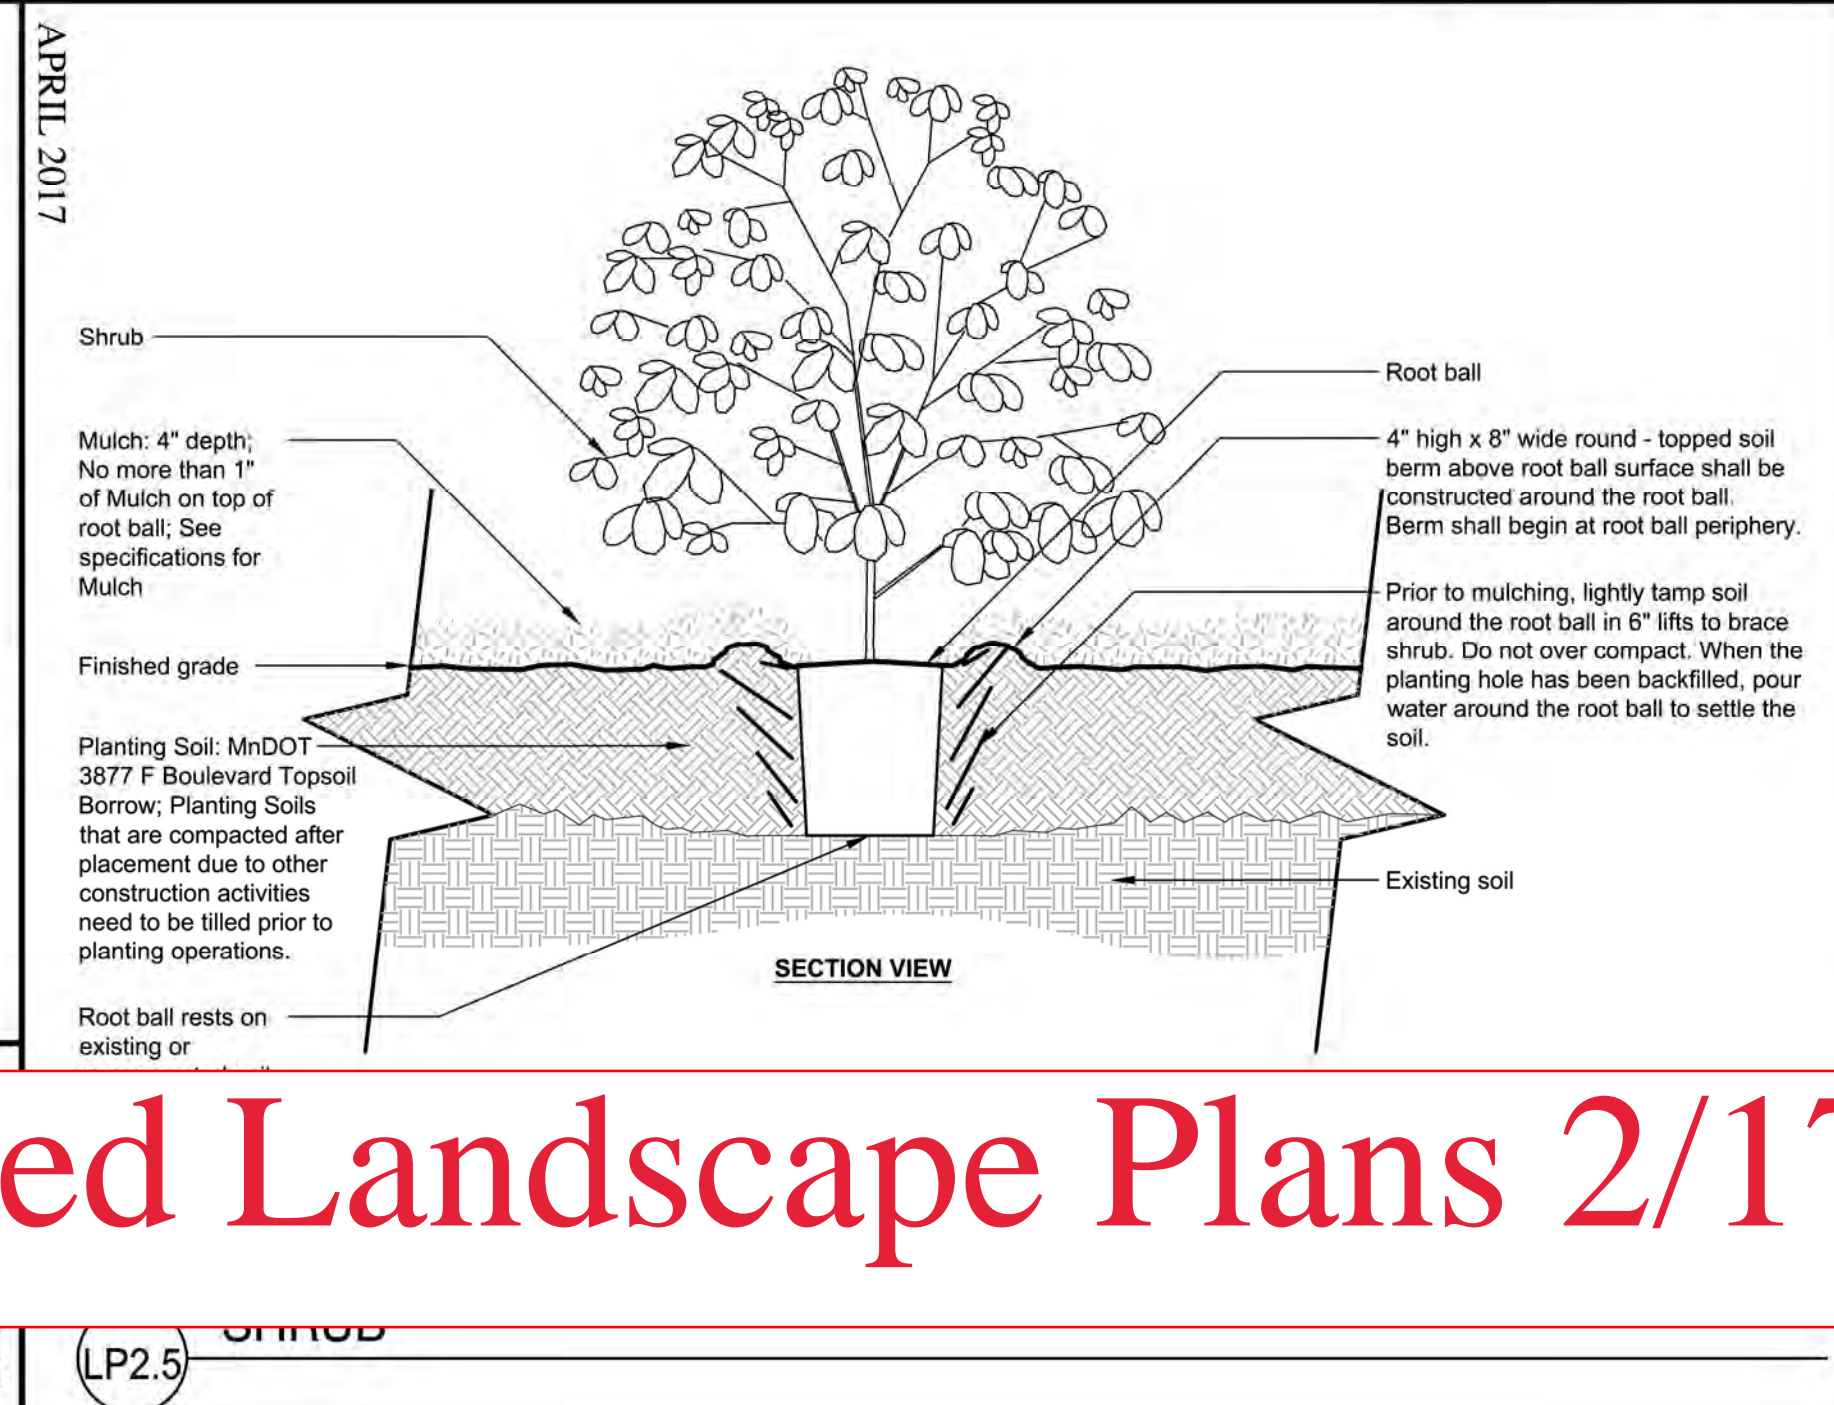 APRIL 2017
Shrub
Mulch: 4" depth;
No more than 1"
of Mulch on top of
root ball; See
specifications for
Mulch
Finished grade
Planting Soil: MnDOT
3877 F Boulevard Topsoil
Borrow; Planting Soils
that are compacted after
placement due to other
construction activities
need to be tilled prior to
planting operations.
Root ball rests on
existing or
Root ball
4" high x 8" wide round - topped soil
berm above root ball surface shall be
constructed around the root ball.
Berm shall begin at root ball periphery.
Prior to mulching, lightly tamp soil
around the root ball in 6" lifts to brace
shrub. Do not over compact. When the
planting hole has been backfilled, pour
water around the root ball to settle the
soil.
Existing soil
SECTION VIEW
ed Landscape Plans 2/17
SHRUB
LP2.5